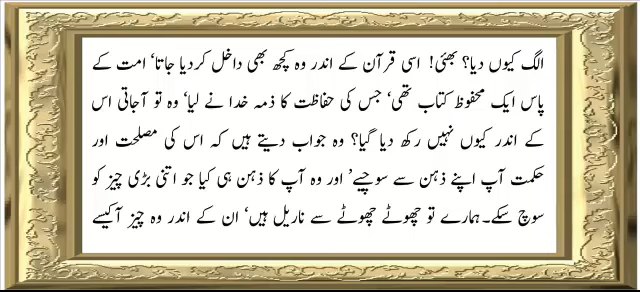 الگ کیوں دیا؟ بھئی! اسی قرآن کے اندر وہ کچھ بھی داخل کردیا جاتا‘ امت کے
پاس ایک محفوظ کتاب تھی‘ جس کی حفاظت کا ذمہ خدا نے لیا‘ وہ تو آجاتی اس
کے اندر کیوں نہیں رکھ دیا گیا؟ وہ جواب دیتے ہیں کہ اس کی مصلحت اور
حکمت آپ اپنے ذہن سے سوچیے’ اور وہ آپ کا ذہن ہی کیا جو اتنی بڑی چیز کو
سوچ سکے۔ ہمارے تو چھوٹے چھوٹے سے ناریل ہیں‘ ان کے اندر وہ چیز آکیسے